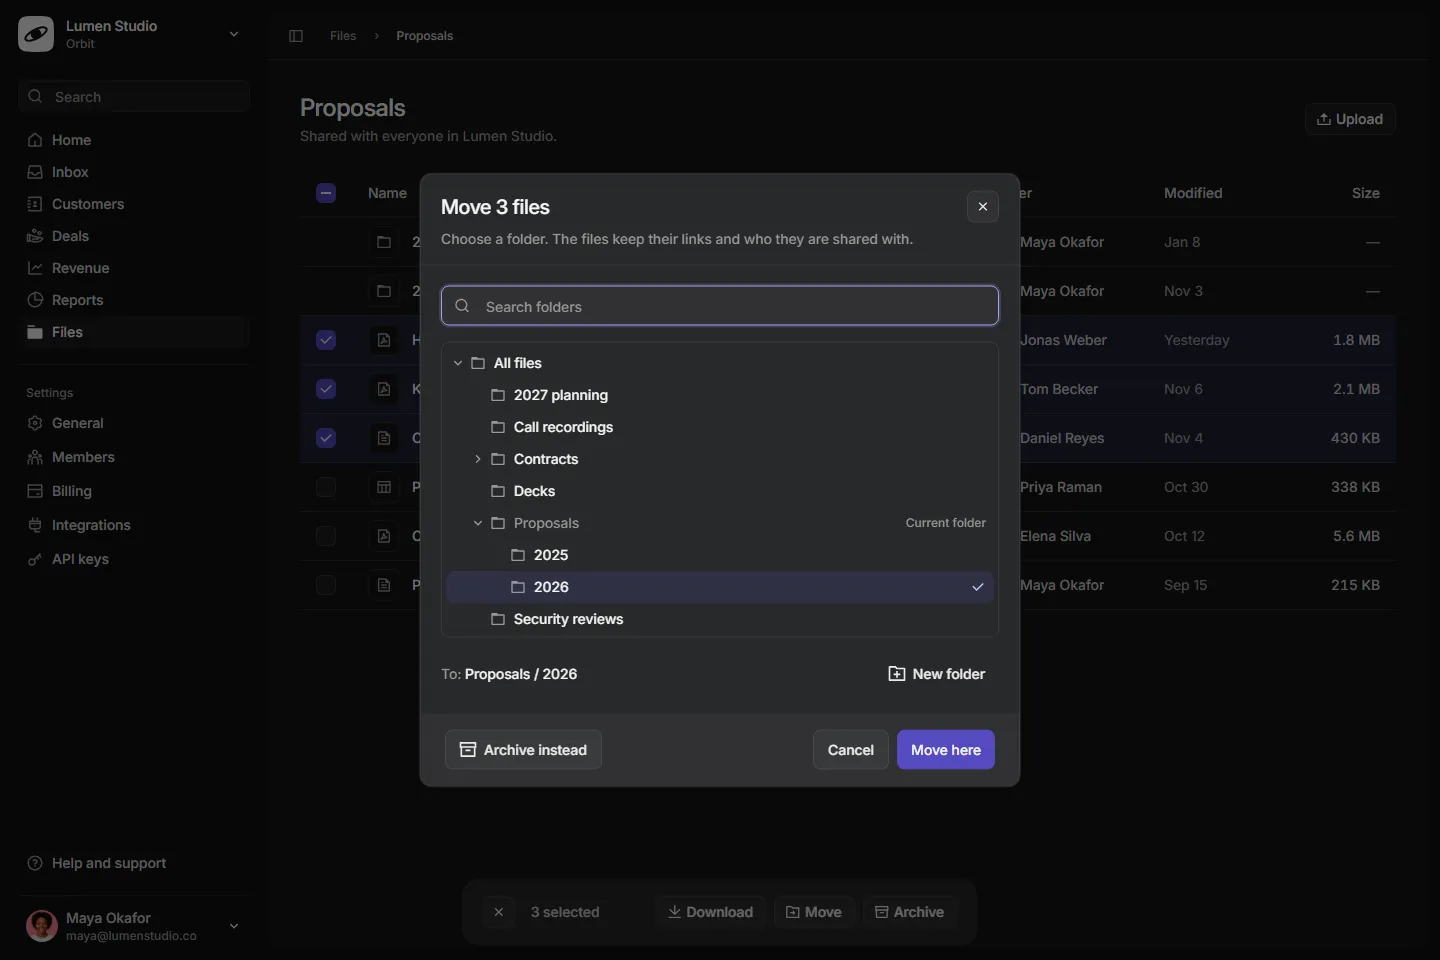 Lumen Studio
Orbit
Files
Proposals
Search
Home
Inbox
Customers
Deals
Revenue
Reports
Files
Settings
General
Members
Billing
Integrations
API keys
Help and support
Maya Okafor
maya@lumenstudio.co
Proposals
Shared with everyone in Lumen Studio.
Upload
Name
Modified
Size
Maya Okafor
Jan 8
—
Maya Okafor
Nov 3
—
Jonas Weber
Yesterday
1.8 MB
Tom Becker
Nov 6
2.1 MB
Daniel Reyes
Nov 4
430 KB
Priya Raman
Oct 30
338 KB
Elena Silva
Oct 12
5.6 MB
Maya Okafor
Sep 15
215 KB
Move 3 files
Choose a folder. The files keep their links and who they are shared with.
Search folders
All files
2027 planning
Call recordings
Contracts
Decks
Proposals
Current folder
2025
2026
Security reviews
To: Proposals / 2026
New folder
Archive instead
Cancel
Move here
3 selected
Download
Move
Archive